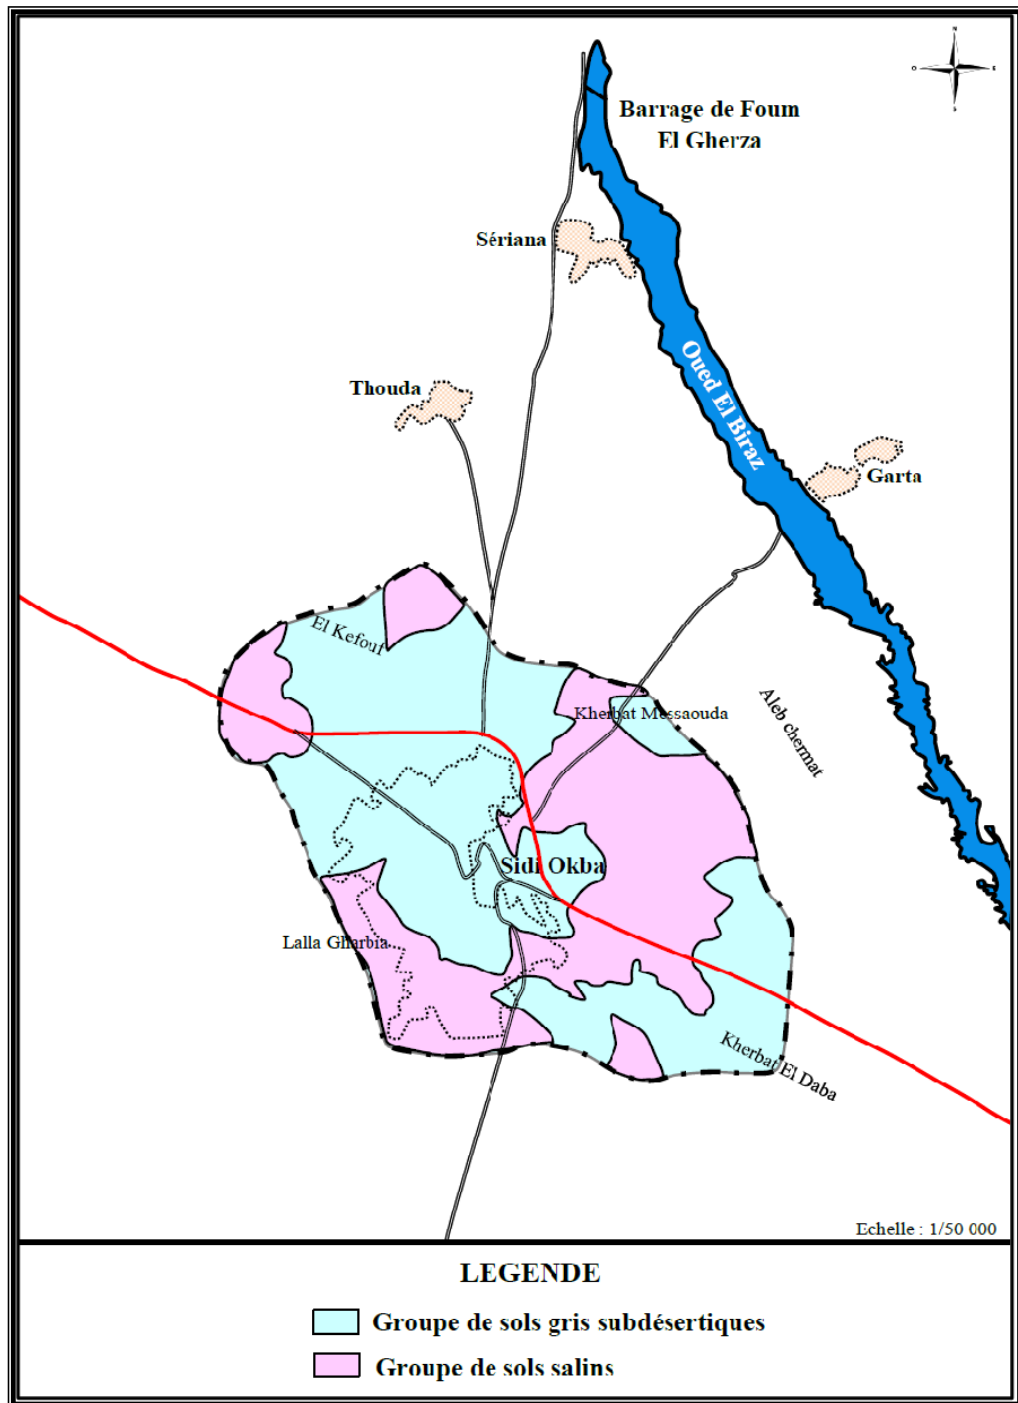 N
O
E
S
Barrage de Foum
El Gherza
Sériana
Oued El Biraz
Thouda
Garta
El Kefouf
Kherbat Messaouda
Aleb chermat
Sidi Okba
Lalla Gharbia
Kherbat El Daba
Echelle : 1/50 000
LEGENDE
Groupe de sols gris subdésertiques
Groupe de sols salins